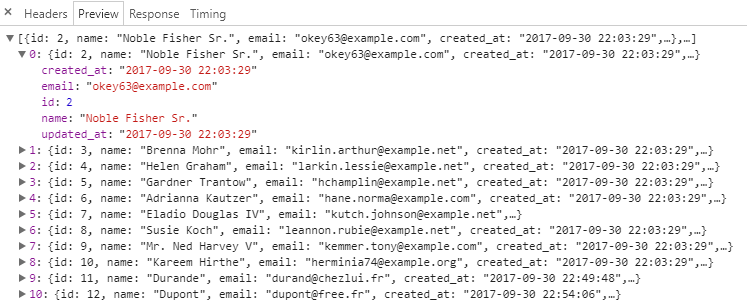 × Headers Preview Response Timing
▼[{id: 2, name: "Noble Fisher Sr.", email: "okey63@example.com", created_at: "2017-09-30 22:03:29",…},…]
▼0: {id: 2, name: "Noble Fisher Sr.", email: "okey63@example.com", created_at: "2017-09-30 22:03:29",…}
created_at: "2017-09-30 22:03:29"
email: "okey63@example.com"
id: 2
name: "Noble Fisher Sr."
updated_at: "2017-09-30 22:03:29"
▶1: {id: 3, name: "Brenna Mohr", email: "kirlin.arthur@example.net", created_at: "2017-09-30 22:03:29",…}
▶2: {id: 4, name: "Helen Graham", email: "larkin.lessie@example.net", created_at: "2017-09-30 22:03:29",…}
▶3: {id: 5, name: "Gardner Trantow", email: "hchamplin@example.net", created_at: "2017-09-30 22:03:29",…}
▶4: {id: 6, name: "Adrianna Kautzer", email: "hane.norma@example.com", created_at: "2017-09-30 22:03:29",…}
▶5: {id: 7, name: "Eladio Douglas IV", email: "kutch.johnson@example.net",…}
▶6: {id: 8, name: "Susie Koch", email: "leannon.rubie@example.net", created_at: "2017-09-30 22:03:29",…}
▶7: {id: 9, name: "Mr. Ned Harvey V", email: "kemmer.tony@example.com", created_at: "2017-09-30 22:03:29",…}
▶8: {id: 10, name: "Kareem Hirthe", email: "herminia74@example.org", created_at: "2017-09-30 22:03:29",…}
▶9: {id: 11, name: "Durande", email: "durand@chezlui.fr", created_at: "2017-09-30 22:49:48",…}
▶10: {id: 12, name: "Dupont", email: "dupont@free.fr", created_at: "2017-09-30 22:54:06",…}